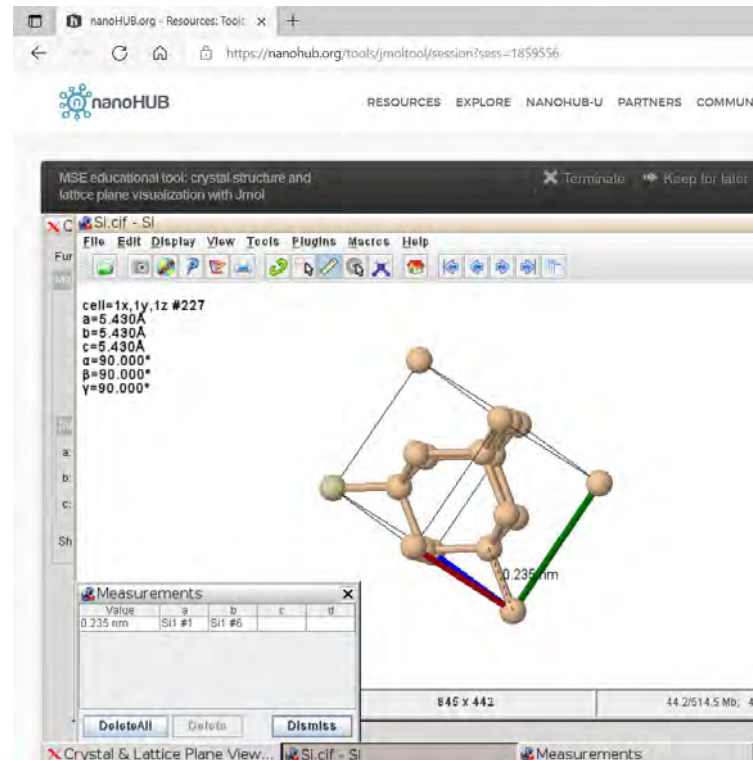 nanoHUB.org - Resources: Tool:
https://nanohub.org/tools/jmoltool/session?sess=1859556
nanoHUB
RESOURCES EXPLORE NANOHUB-U PARTNERS COMMUN
MSE educational tool: crystal structure and
lattice plane visualization with Jmol
Terminate Keep for later
Si.cif - Si
File Edit Display View Tools Plugins Macros Help
Fur
cell=1x,1y,1z #227
a=5.430Å
b=5.430Å
c=5.430Å
α=90.000°
β=90.000°
γ=90.000°
a:
b:
c:
Sh
0.235 nm
Measurements
Value a b c d
0.235 nm Si1 #1 Si1 #6
845 x 442 44.2/514.5 Mb; 4
DeleteAll Delete Dismiss
Crystal & Lattice Plane View... Si.cif - Si Measurements